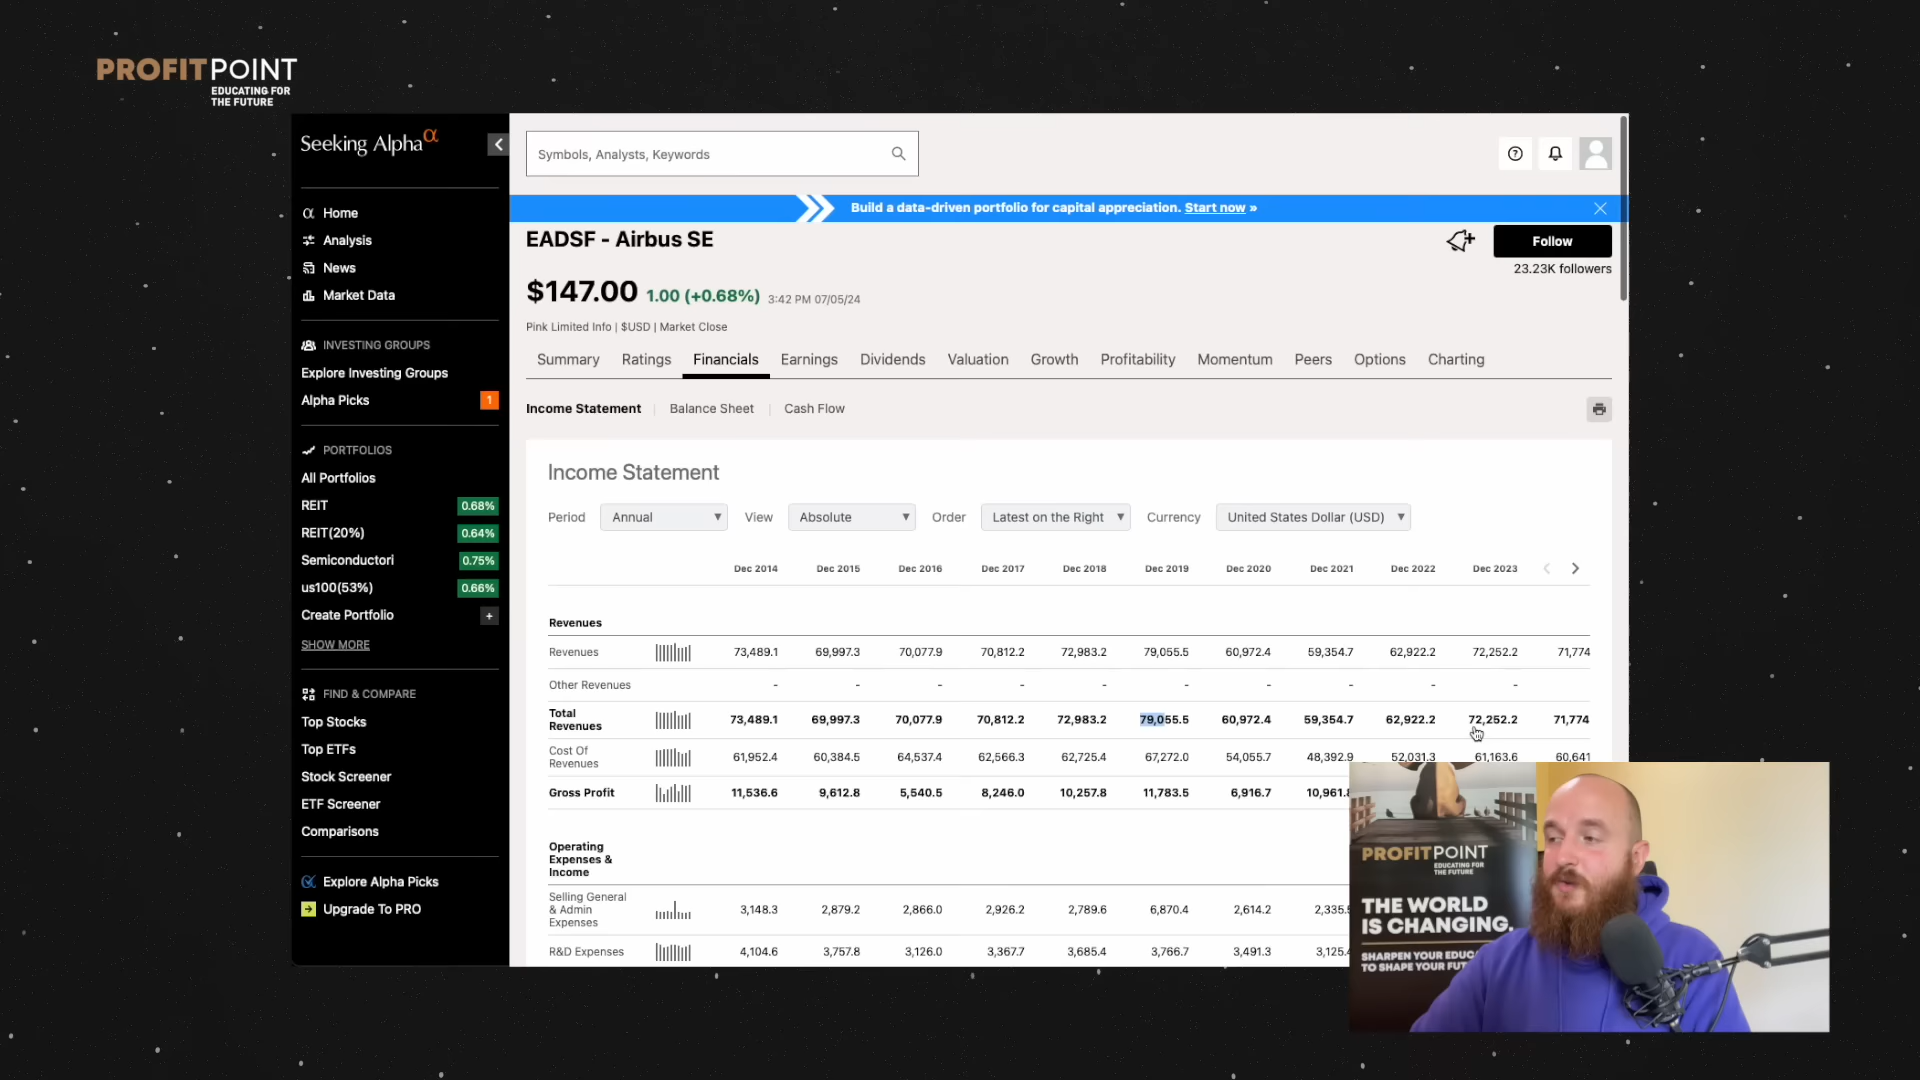 PROFITPOINT
EDUCATING FOR
THE FUTURE
Seeking Alpha α
Home
Analysis
News
Market Data
INVESTING GROUPS
Explore Investing Groups
Alpha Picks 1
PORTFOLIOS
All Portfolios
REIT 0.68%
REIT(20%) 0.64%
Semiconductori 0.75%
us100(53%) 0.66%
Create Portfolio +
SHOW MORE
FIND & COMPARE
Top Stocks
Top ETFs
Stock Screener
ETF Screener
Comparisons
Explore Alpha Picks
Upgrade To PRO
Symbols, Analysts, Keywords
Build a data-driven portfolio for capital appreciation. Start now »
EADSF - Airbus SE
Follow
23.23K followers
$147.00 1.00 (+0.68%) 3:42 PM 07/05/24
Pink Limited Info | $USD | Market Close
Summary Ratings Financials Earnings Dividends Valuation Growth Profitability Momentum Peers Options Charting
Income Statement Balance Sheet Cash Flow
Income Statement
Period Annual View Absolute Order Latest on the Right Currency United States Dollar (USD)
Dec 2014 Dec 2015 Dec 2016 Dec 2017 Dec 2018 Dec 2019 Dec 2020 Dec 2021 Dec 2022 Dec 2023
Revenues
Revenues 73,489.1 69,997.3 70,077.9 70,812.2 72,983.2 79,055.5 60,972.4 59,354.7 62,922.2 72,252.2 71,774
Other Revenues - - - - - - - - - -
Total
Revenues 73,489.1 69,997.3 70,077.9 70,812.2 72,983.2 79,055.5 60,972.4 59,354.7 62,922.2 72,252.2 71,774
Cost Of
Revenues 61,952.4 60,384.5 64,537.4 62,566.3 62,725.4 67,272.0 54,055.7 48,392.9 52,031.3 61,163.6 60,641
Gross Profit 11,536.6 9,612.8 5,540.5 8,246.0 10,257.8 11,783.5 6,916.7 10,961.8
Operating
Expenses &
Income
Selling General
& Admin
Expenses 3,148.3 2,879.2 2,866.0 2,926.2 2,789.6 6,870.4 2,614.2 2,335.
R&D Expenses 4,104.6 3,757.8 3,126.0 3,367.7 3,685.4 3,766.7 3,491.3 3,125.
PROFITPOINT
EDUCATING FOR
THE FUTURE
THE WORLD
IS CHANGING.
SHARPEN YOUR
TO SHAPE YOUR